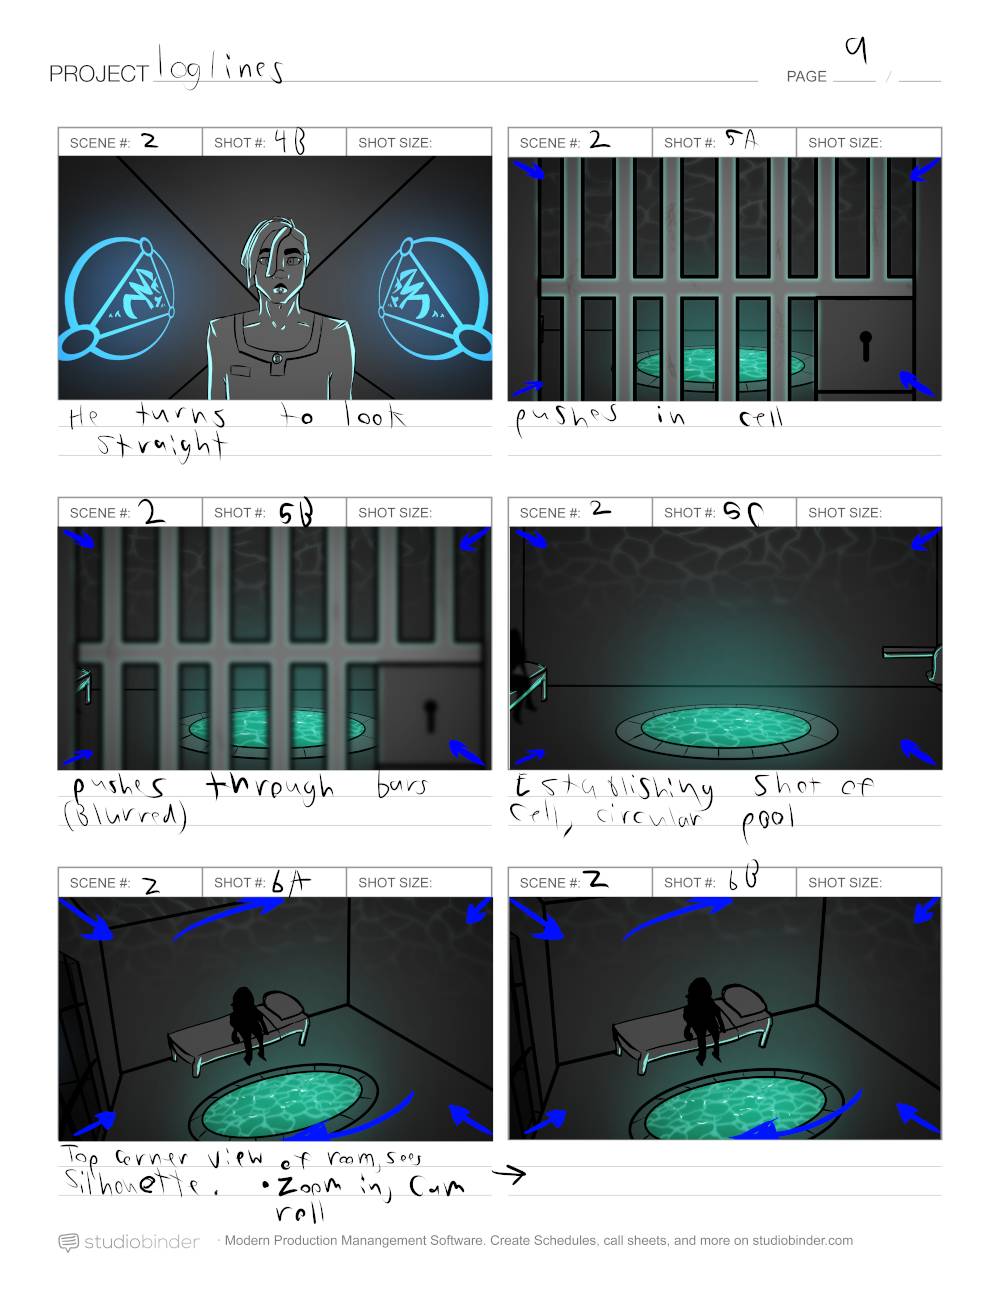 PROJECT loglines
PAGE 9 /
SCENE #: 2 SHOT #: 4B SHOT SIZE:
He turns to look
straight
SCENE #: 2 SHOT #: 5A SHOT SIZE:
pushes in cell
SCENE #: 2 SHOT #: 5B SHOT SIZE:
pushes through bars
(Blurred)
SCENE #: 2 SHOT #: 5C SHOT SIZE:
Establishing Shot of
Cell, circular pool
SCENE #: 2 SHOT #: 6A SHOT SIZE:
Top corner view of room, sees
Silhouette. • Zoom in, Cam
roll
SCENE #: 2 SHOT #: 6B SHOT SIZE:
studiobinder · Modern Production Manangement Software. Create Schedules, call sheets, and more on studiobinder.com